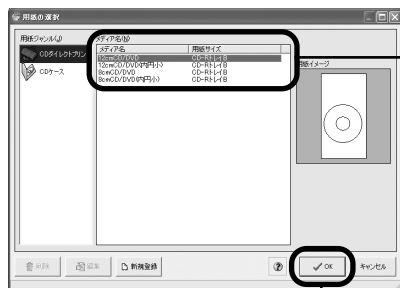 用紙の選択
用紙ジャンル(J)
CDダイレクトプリン
CDケース
メディア名(N)
メディア名 用紙サイズ
12cmCD/DVD CD-RトレイB
12cmCD/DVD(内円小) CD-RトレイB
8cmCD/DVD CD-RトレイB
8cmCD/DVD(内円小) CD-RトレイB
用紙イメージ
削除 編集 新規登録 OK キャンセル